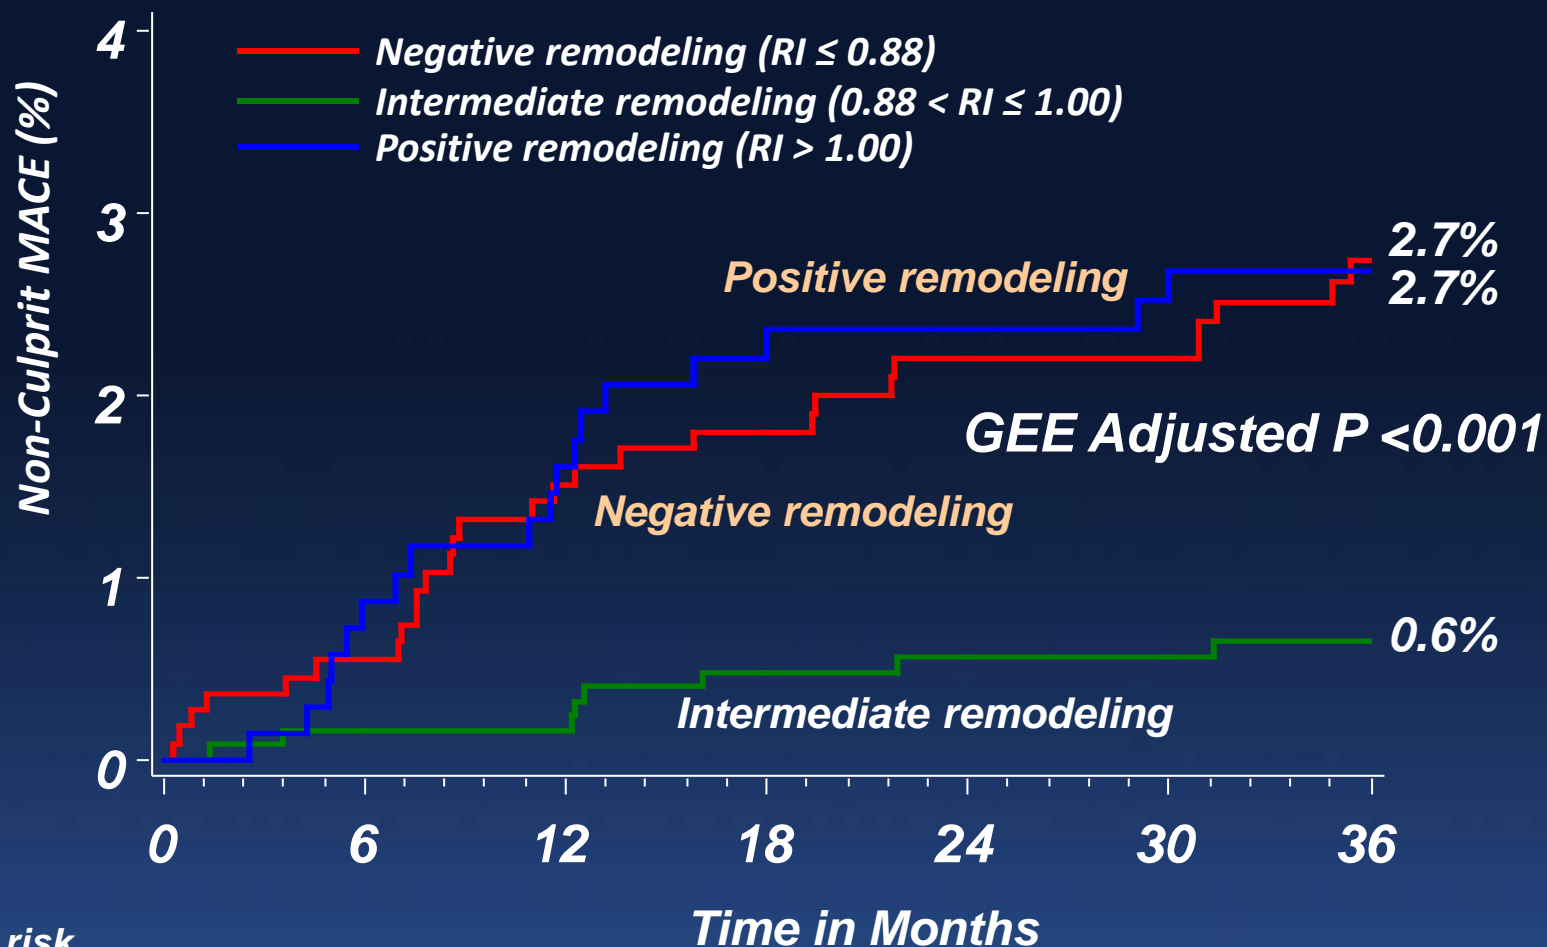 4
Negative remodeling (RI ≤ 0.88)
Intermediate remodeling (0.88 < RI ≤ 1.00)
Positive remodeling (RI > 1.00)
Non-Culprit MACE (%)
3
2.7%
Positive remodeling
2.7%
2
GEE Adjusted P <0.001
Negative remodeling
1
0.6%
Intermediate remodeling
0
0 6 12 18 24 30 36
Time in Months
risk